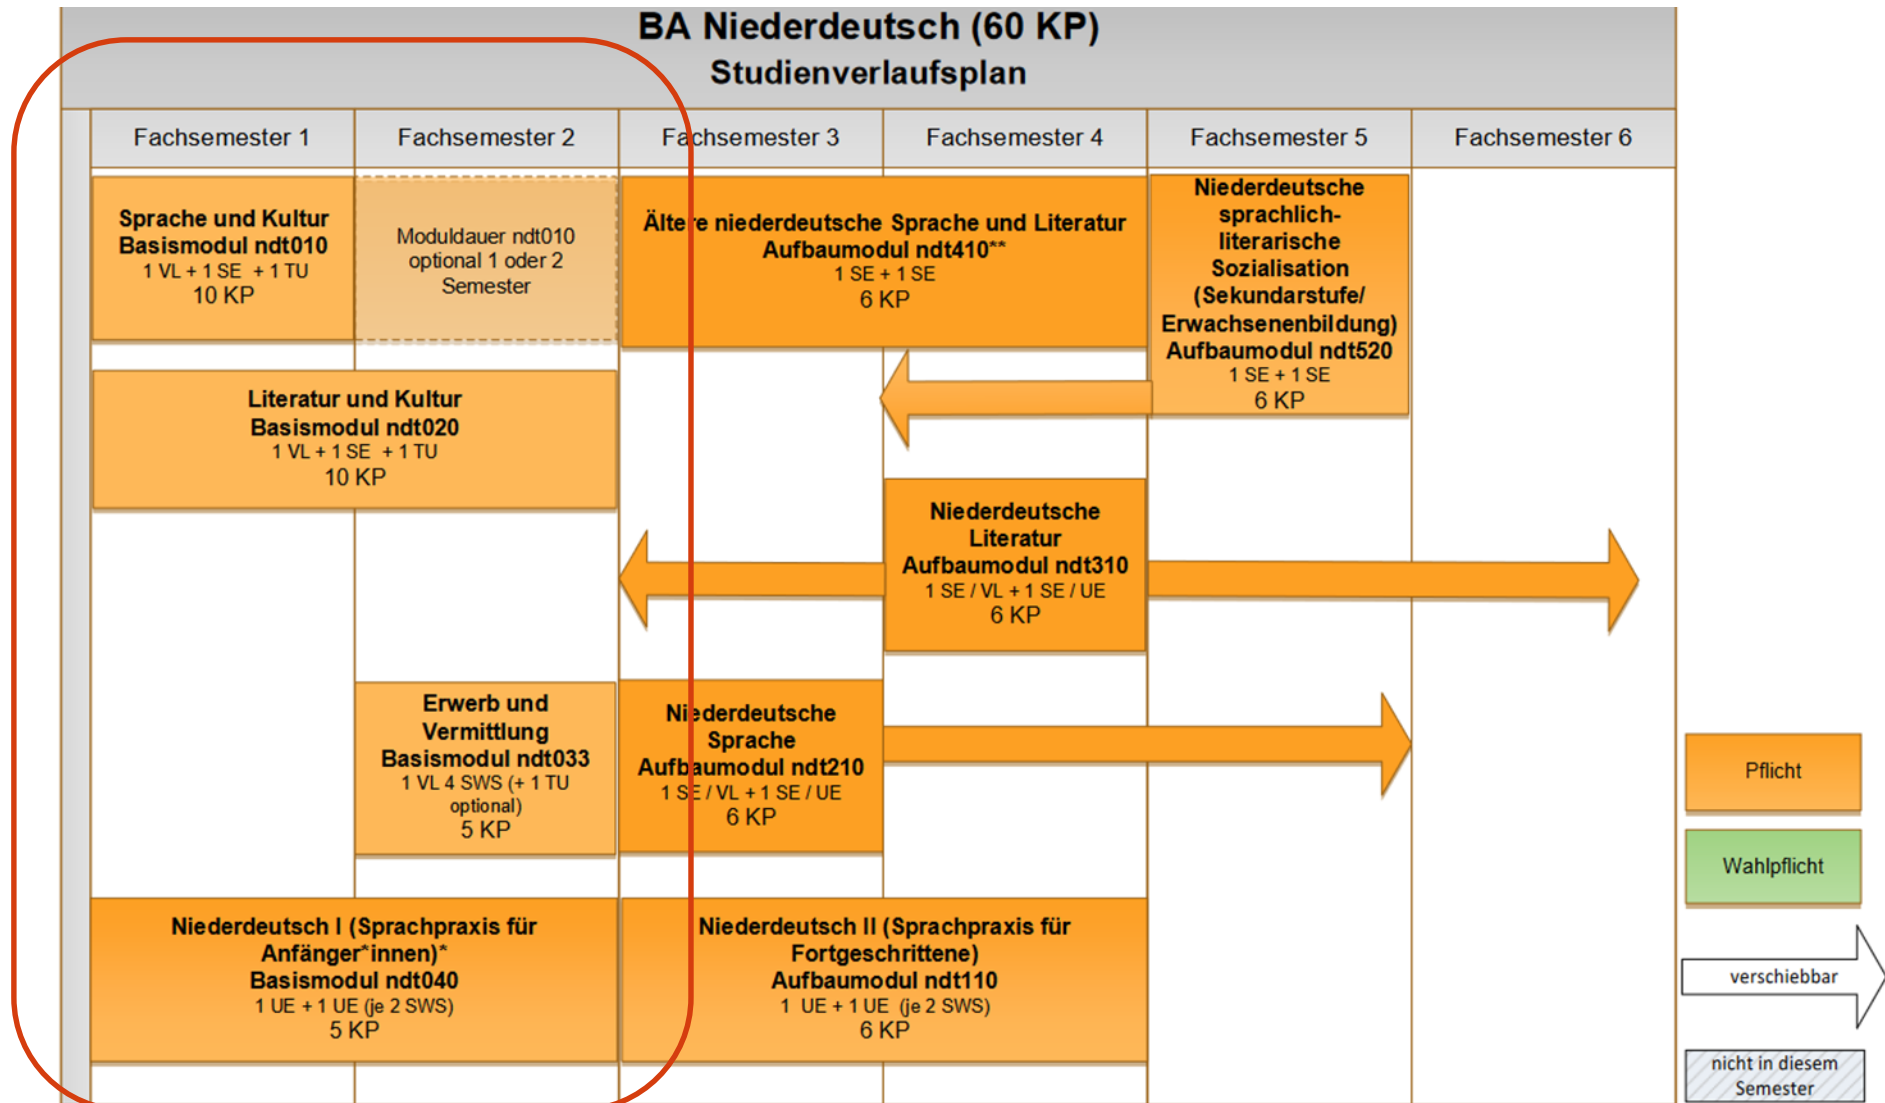 BA Niederdeutsch (60 KP)
Studienverlaufsplan
Fachsemester 1
Fachsemester 2
Fachsemester 3
Fachsemester 4
Fachsemester 5
Fachsemester 6
Sprache und Kultur
Basismodul ndt010
1 VL + 1 SE + 1 TU
10 KP
Moduldauer ndt010
optional 1 oder 2
Semester
Ältere niederdeutsche Sprache und Literatur
Aufbaumodul ndt410**
1 SE + 1 SE
6 KP
Niederdeutsche
sprachlich-
literarische
Sozialisation
(Sekundarstufe/
Erwachsenenbildung)
Aufbaumodul ndt520
1 SE + 1 SE
6 KP
Literatur und Kultur
Basismodul ndt020
1 VL + 1 SE + 1 TU
10 KP
Niederdeutsche
Literatur
Aufbaumodul ndt310
1 SE / VL + 1 SE / UE
6 KP
Erwerb und
Vermittlung
Basismodul ndt033
1 VL 4 SWS (+ 1 TU
optional)
5 KP
Niederdeutsche
Sprache
Aufbaumodul ndt210
1 SE / VL + 1 SE / UE
6 KP
Niederdeutsch I (Sprachpraxis für
Anfänger*innen)*
Basismodul ndt040
1 UE + 1 UE (je 2 SWS)
5 KP
Niederdeutsch II (Sprachpraxis für
Fortgeschrittene)
Aufbaumodul ndt110
1 UE + 1 UE (je 2 SWS)
6 KP
Pflicht
Wahlpflicht
verschiebbar
nicht in diesem
Semester